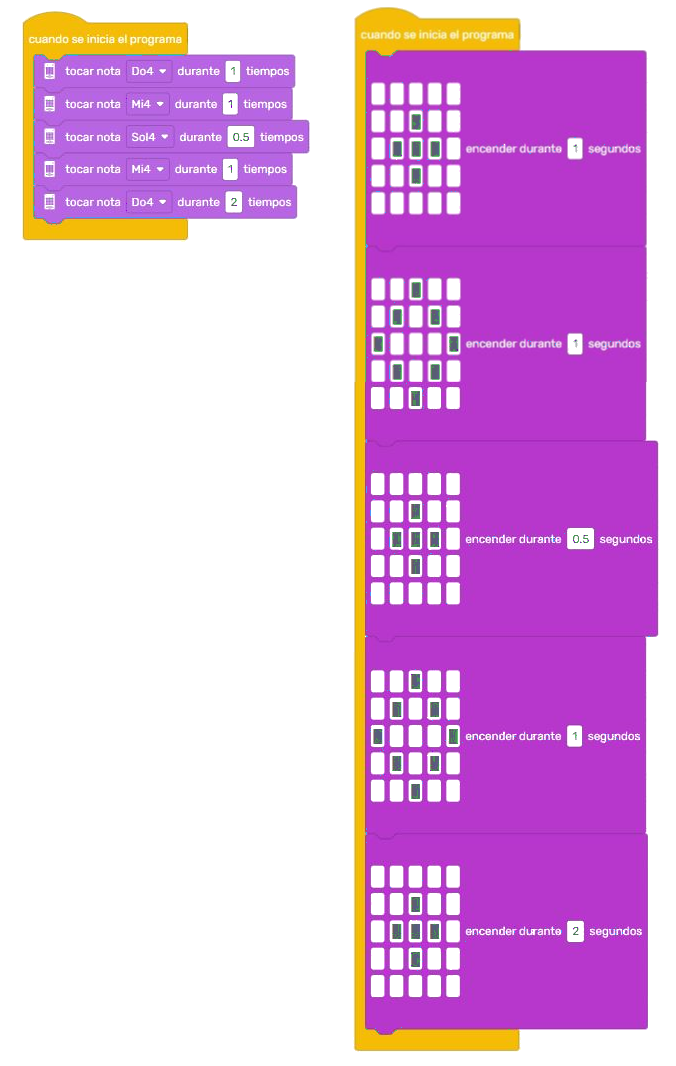 cuando se inicia el programa
tocar nota Do4 durante 1 tiempos
tocar nota Mi4 durante 1 tiempos
tocar nota Sol4 durante 0.5 tiempos
tocar nota Mi4 durante 1 tiempos
tocar nota Do4 durante 2 tiempos
cuando se inicia el programa
encender durante 1 segundos
encender durante 1 segundos
encender durante 0.5 segundos
encender durante 1 segundos
encender durante 2 segundos